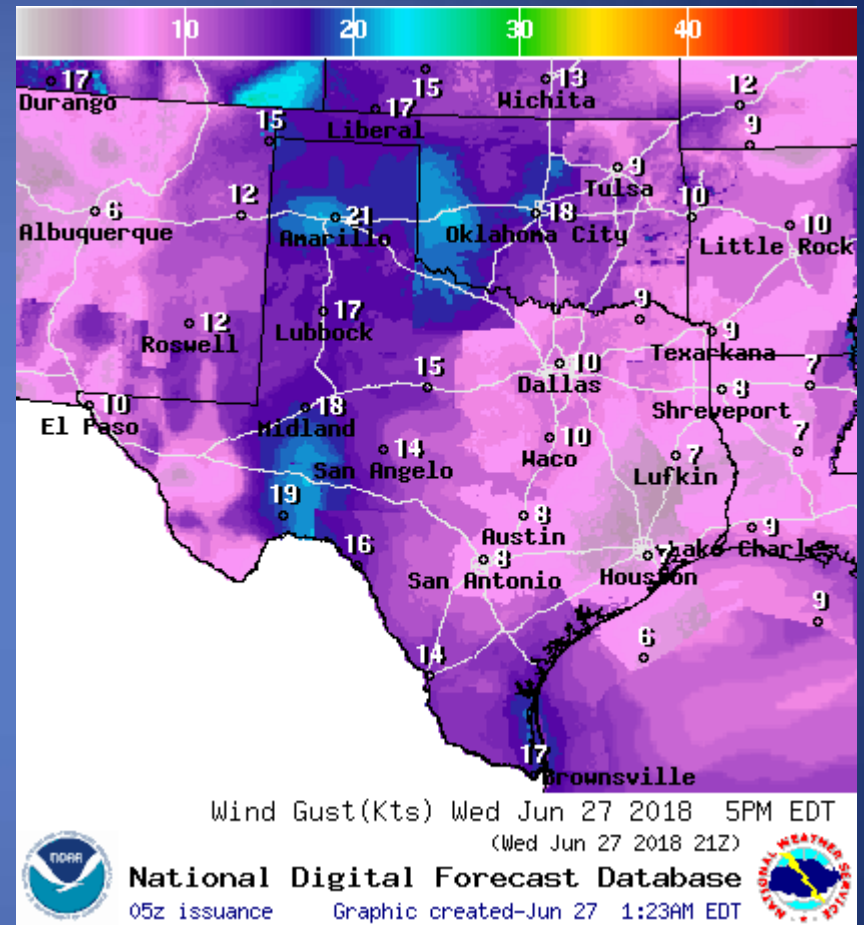 10 20 30 40
17 Durango
15
13 Wichita
12
17 Liberal
15
9
9 Tulsa
6 Albuquerque
12
21 Amarillo
18 Oklahoma City
10
10 Little Rock
12 Roswell
17 Lubbock
9
9 Texarkana
15
10 Dallas
8 Shreveport
7
10 El Paso
18 Midland
14 San Angelo
10 Waco
7 Lufkin
7
19
8 Austin
9
Lake Charles
16
8 San Antonio
Houston
9
6
14
17 Brownsville
Wind Gust(Kts) Wed Jun 27 2018 5PM EDT
(Wed Jun 27 2018 21Z)
NOAA
National Digital Forecast Database
NATIONAL WEATHER SERVICE
05z issuance Graphic created-Jun 27 1:23AM EDT